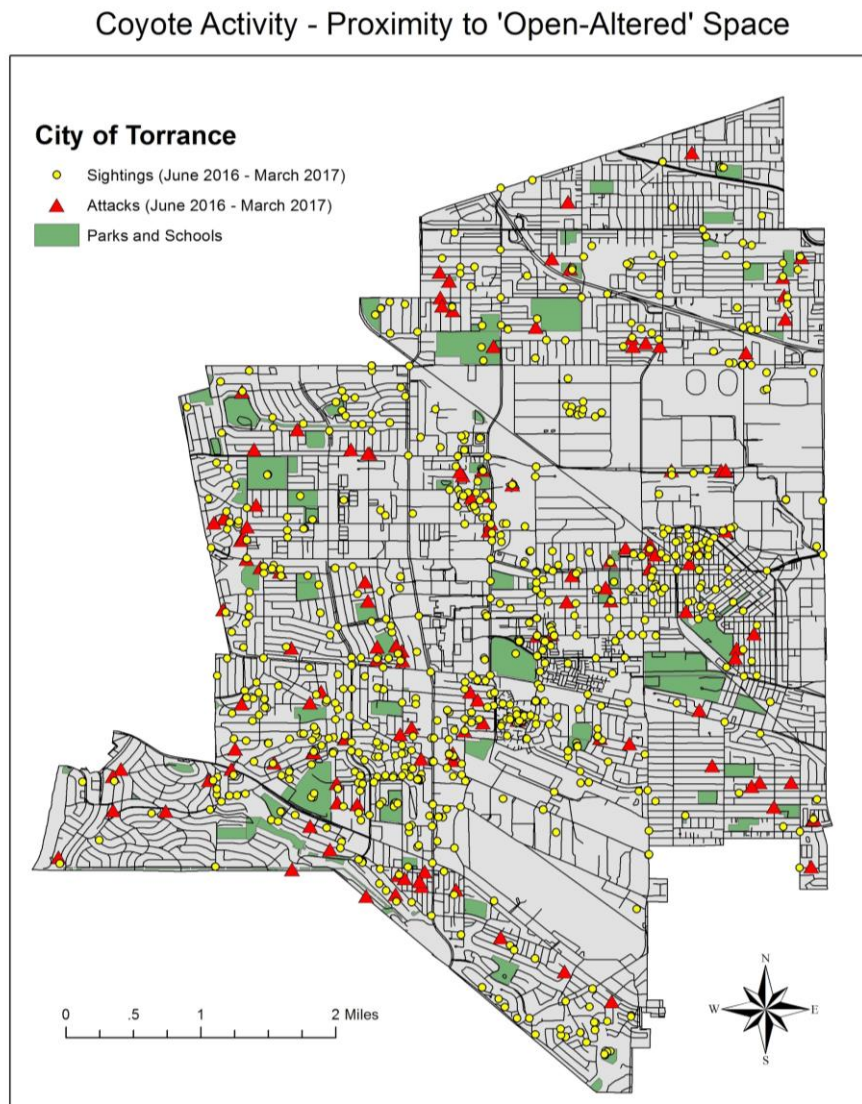 Coyote Activity - Proximity to 'Open-Altered' Space
City of Torrance
Sightings (June 2016 - March 2017)
Attacks (June 2016 - March 2017)
Parks and Schools
0 .5 1 2 Miles
N
W E
S